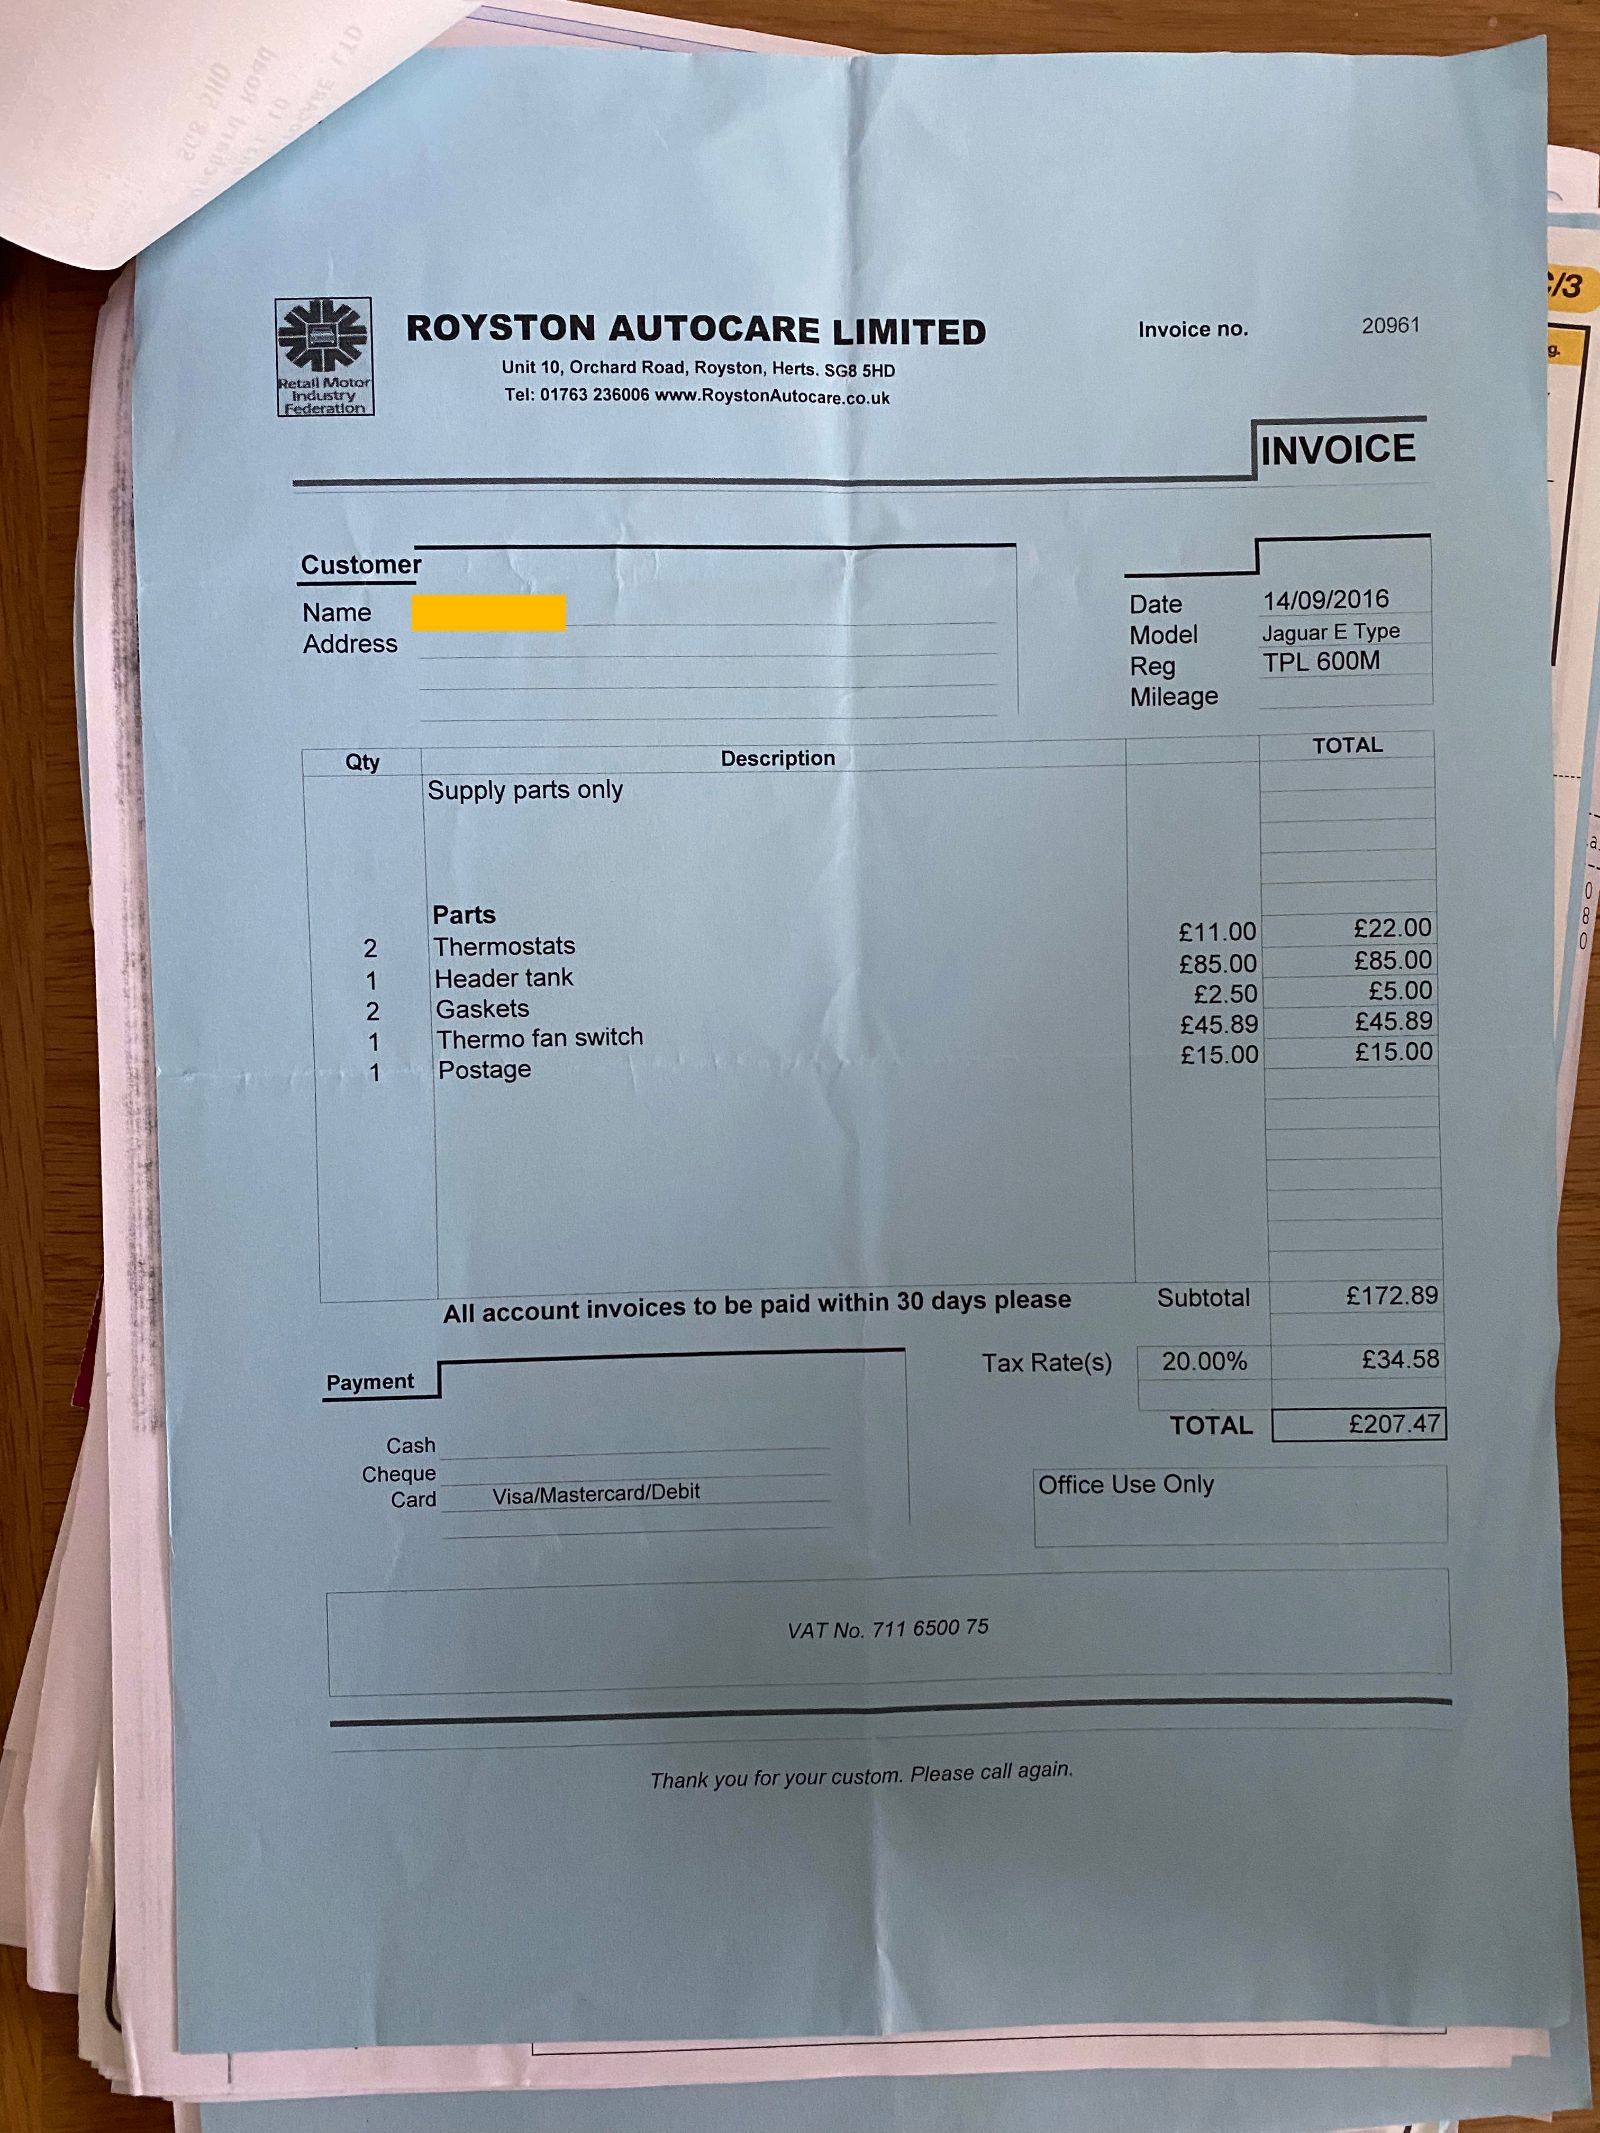 Retail Motor
Industry
Federation
ROYSTON AUTOCARE LIMITED
Unit 10, Orchard Road, Royston, Herts. SG8 5HD
Tel: 01763 236006 www.RoystonAutocare.co.uk
Invoice no. 20961
INVOICE
Customer
Name
Address
Date 14/09/2016
Model Jaguar E Type
Reg TPL 600M
Mileage
Qty Description TOTAL
Supply parts only
Parts
2 Thermostats £11.00 £22.00
1 Header tank £85.00 £85.00
2 Gaskets £2.50 £5.00
1 Thermo fan switch £45.89 £45.89
1 Postage £15.00 £15.00
All account invoices to be paid within 30 days please
Subtotal £172.89
Tax Rate(s) 20.00% £34.58
TOTAL £207.47
Payment
Cash
Cheque
Card Visa/Mastercard/Debit
Office Use Only
VAT No. 711 6500 75
Thank you for your custom. Please call again.
SG8 5HD
/3
g.
a
0
8
0